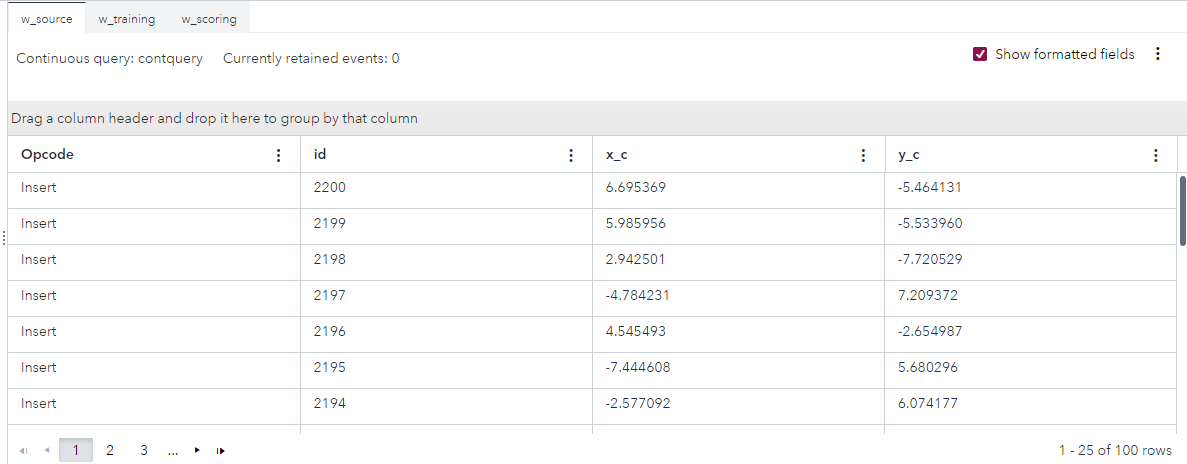 w_source w_training w_scoring
Continuous query: contquery Currently retained events: 0 Show formatted fields
Drag a column header and drop it here to group by that column
Opcode id x_c y_c
Insert 2200 6.695369 -5.464131
Insert 2199 5.985956 -5.533960
Insert 2198 2.942501 -7.720529
Insert 2197 -4.784231 7.209372
Insert 2196 4.545493 -2.654987
Insert 2195 -7.444608 5.680296
Insert 2194 -2.577092 6.074177
1 2 3 ... 1 - 25 of 100 rows